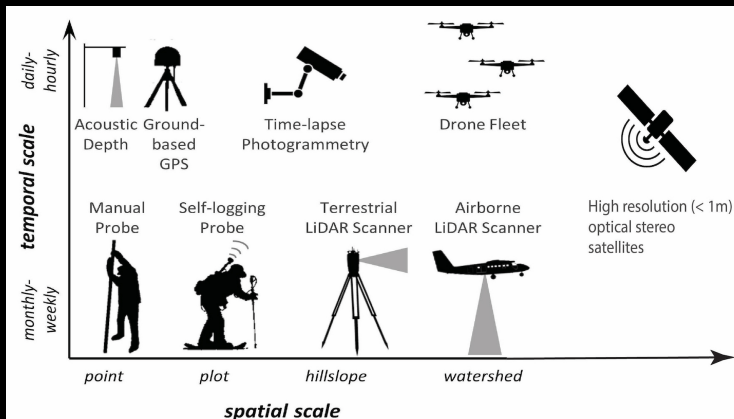 daily-
hourly
temporal scale
monthly-
weekly
Acoustic
Depth
Ground-
based
GPS
Time-lapse
Photogrammetry
Drone Fleet
Manual
Probe
Self-logging
Probe
Terrestrial
LiDAR Scanner
Airborne
LiDAR Scanner
High resolution (< 1m)
optical stereo
satellites
point
plot
hillslope
watershed
spatial scale